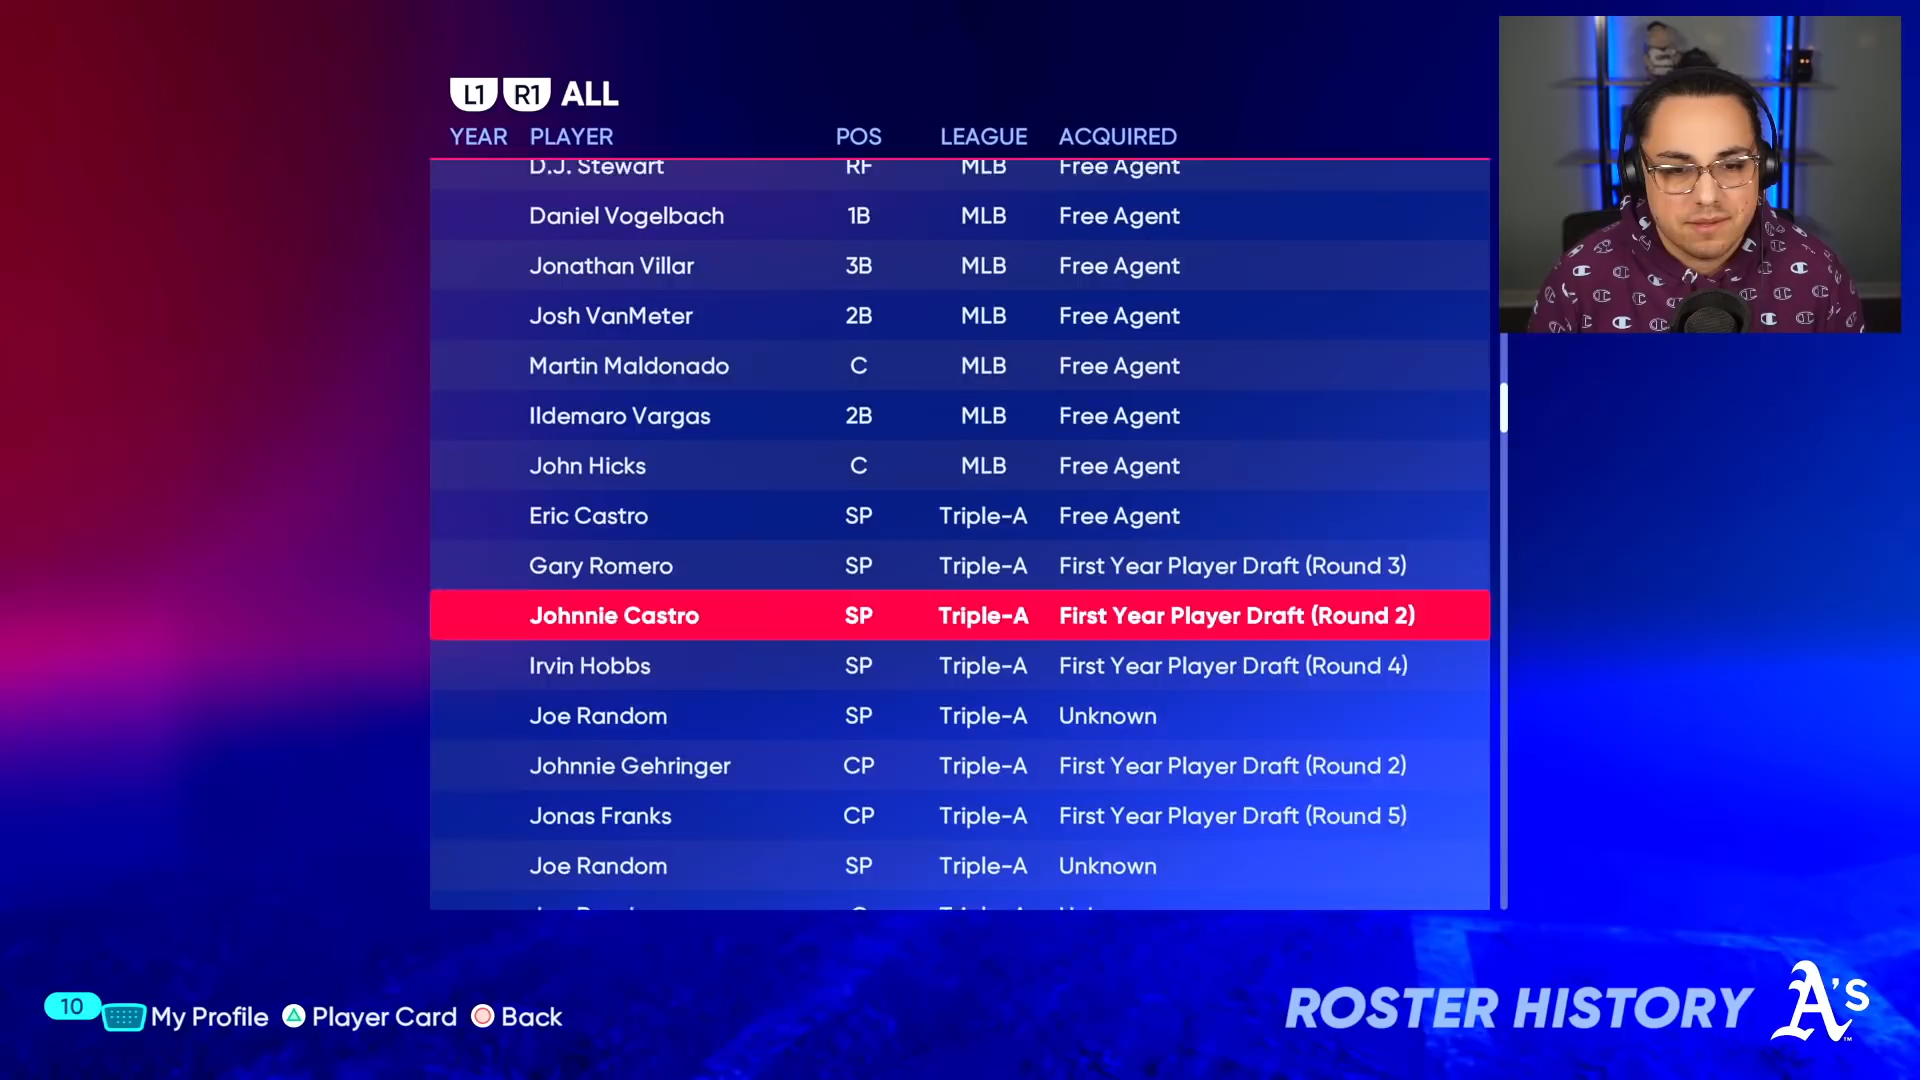 L1 R1 ALL
YEAR PLAYER POS LEAGUE ACQUIRED
D.J. Stewart RF MLB Free Agent
Daniel Vogelbach 1B MLB Free Agent
Jonathan Villar 3B MLB Free Agent
Josh VanMeter 2B MLB Free Agent
Martin Maldonado C MLB Free Agent
Ildemaro Vargas 2B MLB Free Agent
John Hicks C MLB Free Agent
Eric Castro SP Triple-A Free Agent
Gary Romero SP Triple-A First Year Player Draft (Round 3)
Johnnie Castro SP Triple-A First Year Player Draft (Round 2)
Irvin Hobbs SP Triple-A First Year Player Draft (Round 4)
Joe Random SP Triple-A Unknown
Johnnie Gehringer CP Triple-A First Year Player Draft (Round 2)
Jonas Franks CP Triple-A First Year Player Draft (Round 5)
Joe Random SP Triple-A Unknown
10 My Profile Player Card Back
ROSTER HISTORY A's™